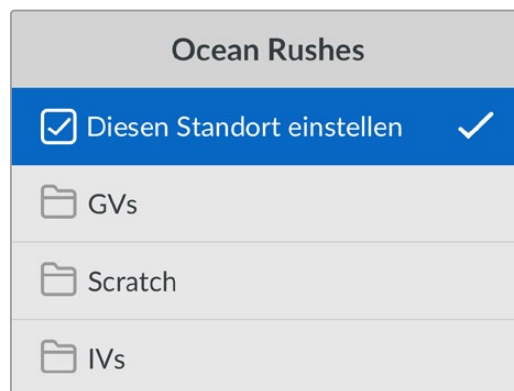 Ocean Rushes
Diesen Standort einstellen
GVs
Scratch
IVs